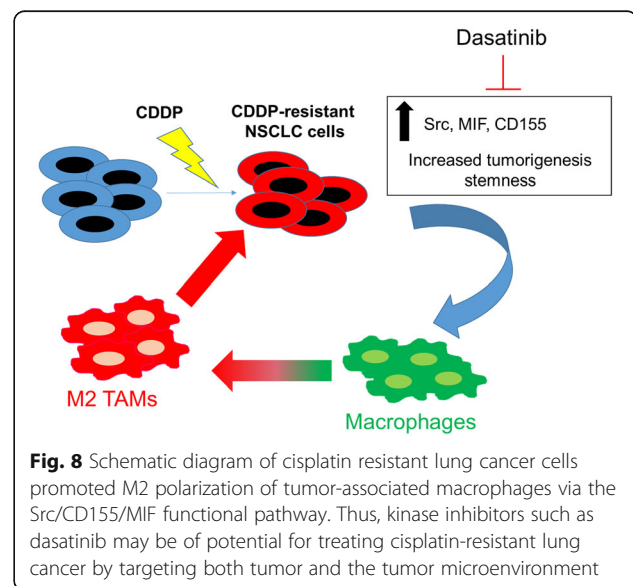 Dasatinib
CDDP
CDDP-resistant
NSCLC cells
Src, MIF, CD155
Increased tumorigenesis
stemness
M2 TAMs
Macrophages
Fig. 8 Schematic diagram of cisplatin resistant lung cancer cells
promoted M2 polarization of tumor-associated macrophages via the
Src/CD155/MIF functional pathway. Thus, kinase inhibitors such as
dasatinib may be of potential for treating cisplatin-resistant lung
cancer by targeting both tumor and the tumor microenvironment